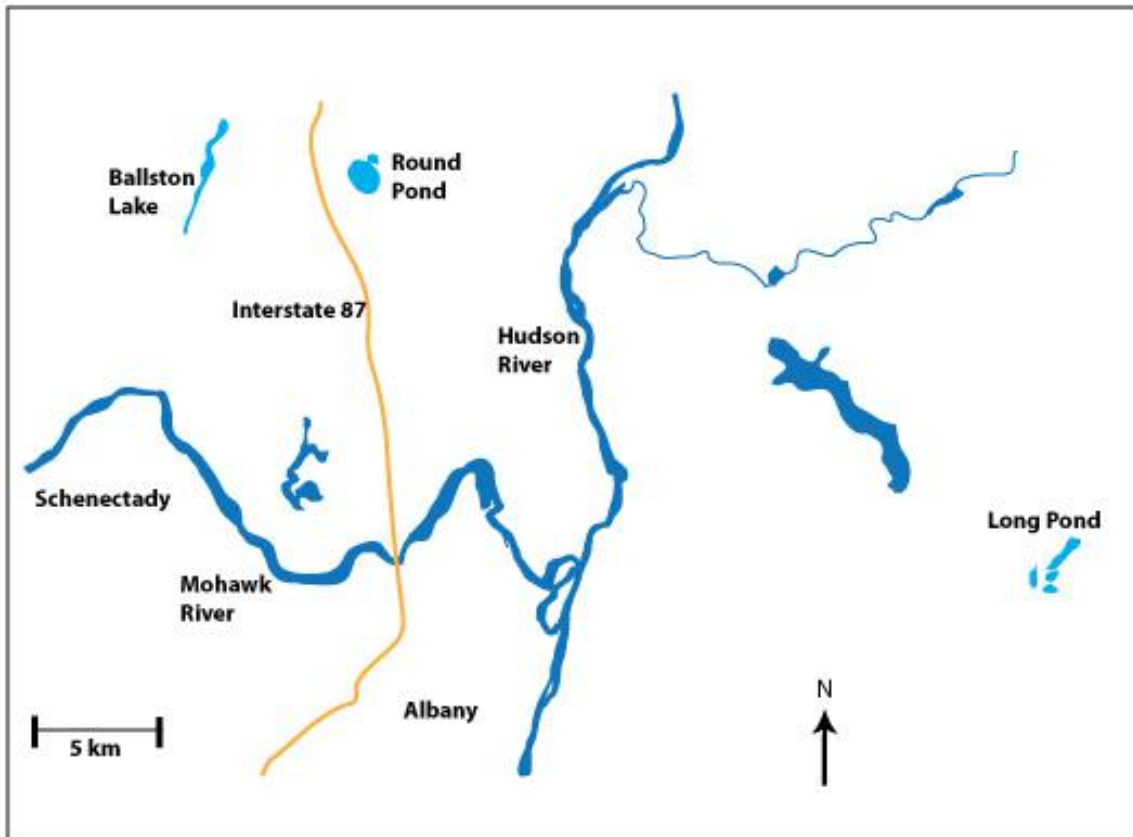 Ballston
Lake
Round
Pond
Interstate 87
Hudson
River
Schenectady
Long Pond
Mohawk
River
N
Albany
5 km